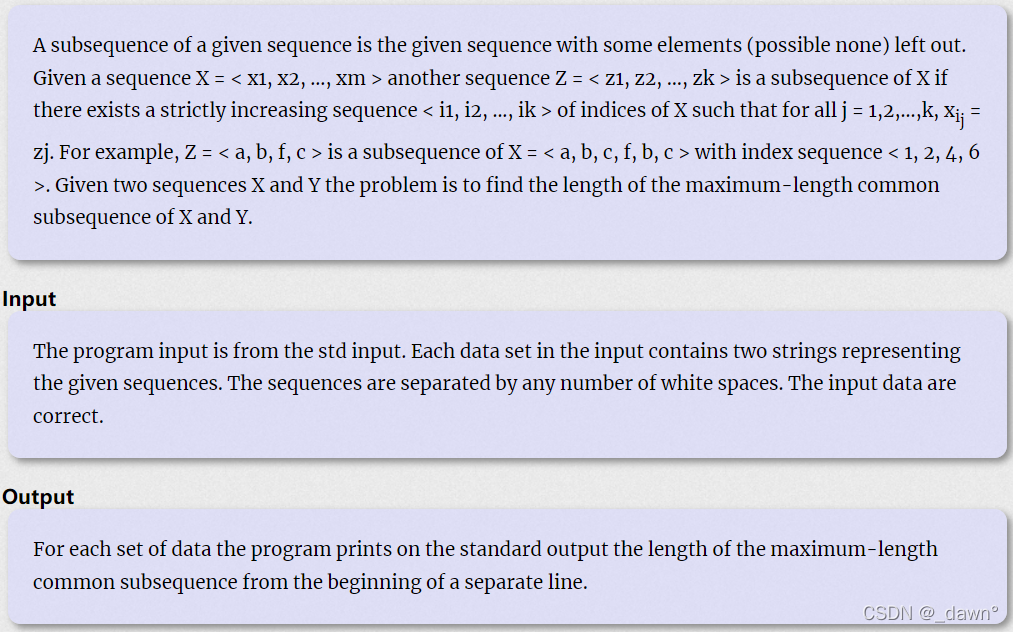 A subsequence of a given sequence is the given sequence with some elements (possible none) left out.
Given a sequence X = < x1, x2, ..., xm > another sequence Z = < z1, z2, ..., zk > is a subsequence of X if
there exists a strictly increasing sequence < i1, i2, ..., ik > of indices of X such that for all j = 1,2,...,k, xij =
zj. For example, Z = < a, b, f, c > is a subsequence of X = < a, b, c, f, b, c > with index sequence < 1, 2, 4, 6
>. Given two sequences X and Y the problem is to find the length of the maximum-length common
subsequence of X and Y.
Input
The program input is from the std input. Each data set in the input contains two strings representing
the given sequences. The sequences are separated by any number of white spaces. The input data are
correct.
Output
For each set of data the program prints on the standard output the length of the maximum-length
common subsequence from the beginning of a separate line.
CSDN @_dawn°